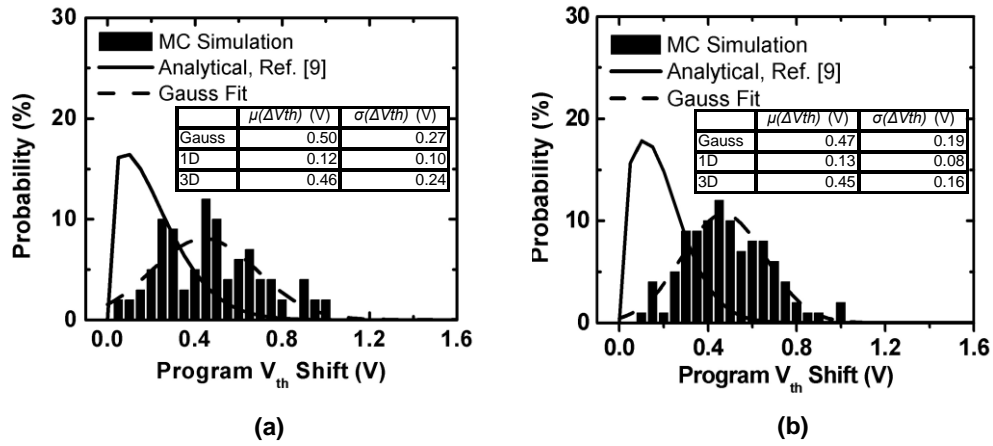 30
20
10
0
Probability (%)
MC Simulation
Analytical, Ref. [9]
Gauss Fit
μ(ΔVth) (V) σ(ΔVth) (V)
Gauss 0.50 0.27
1D 0.12 0.10
3D 0.46 0.24
0.0 0.4 0.8 1.2 1.6
Program Vth Shift (V)
(a)
30
20
10
0
Probability (%)
MC Simulation
Analytical, Ref. [9]
Gauss Fit
μ(ΔVth) (V) σ(ΔVth) (V)
Gauss 0.47 0.19
1D 0.13 0.08
3D 0.45 0.16
0.0 0.4 0.8 1.2 1.6
Program Vth Shift (V)
(b)